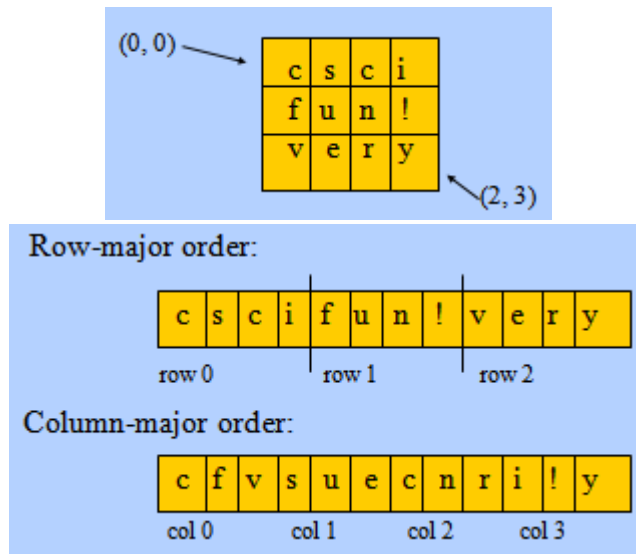 (0, 0)
c s c i
f u n !
v e r y
(2, 3)
Row-major order:
c s c i f u n ! v e r y
row 0 row 1 row 2
Column-major order:
c f v s u e c n r i ! y
col 0 col 1 col 2 col 3